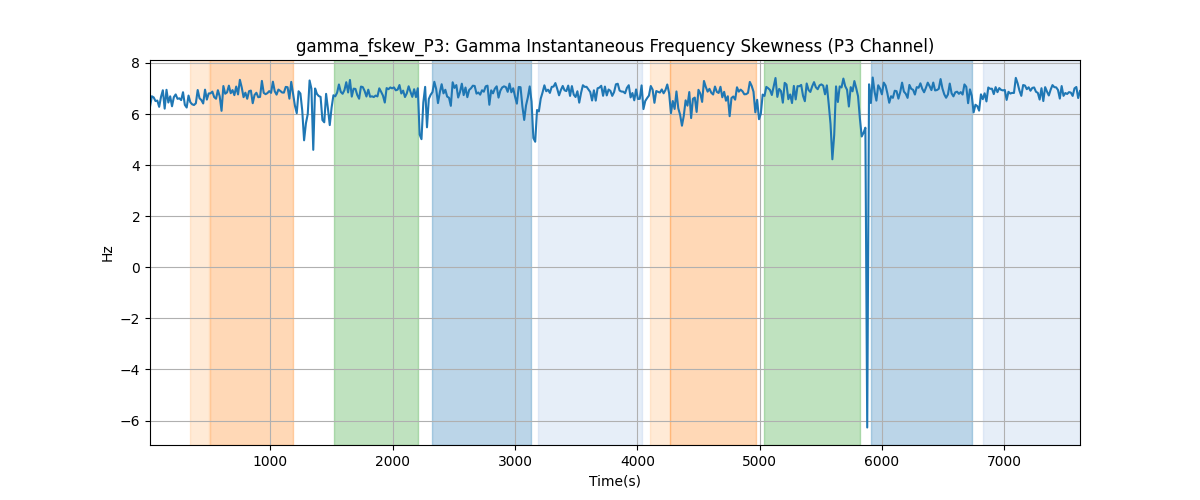 gamma_fskew_P3: Gamma Instantaneous Frequency Skewness (P3 Channel)
8
6
4
2
0
−2
−4
−6
Hz
1000 2000 3000 4000 5000 6000 7000
Time(s)